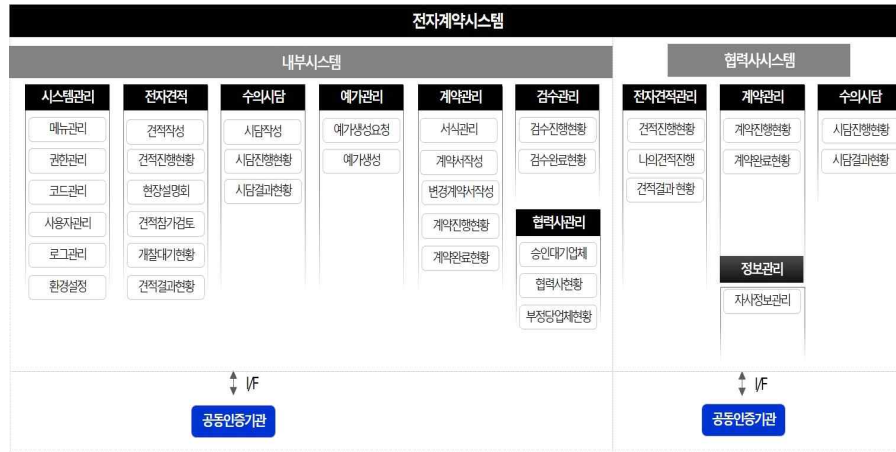 전자계약시스템
내부시스템
협력사시스템
시스템관리
메뉴관리
권한관리
코드관리
사용자관리
로그관리
환경설정
전자견적
견적작성
견적진행현황
현장설명회
견적참가검토
개찰대기현황
견적결과현황
수의시담
시담작성
시담진행현황
시담결과현황
예가관리
예가생성요청
예가생성
계약관리
서식관리
계약서작성
변경계약서작성
계약진행현황
계약완료현황
검수관리
검수진행현황
검수완료현황
협력사관리
승인대기업체
협력사현황
부정당업체현황
전자견적관리
견적진행현황
나의견적진행
견적결과 현황
계약관리
계약진행현황
계약완료현황
정보관리
자사정보관리
수의시담
시담진행현황
시담결과현황
I/F
공동인증기관
I/F
공동인증기관